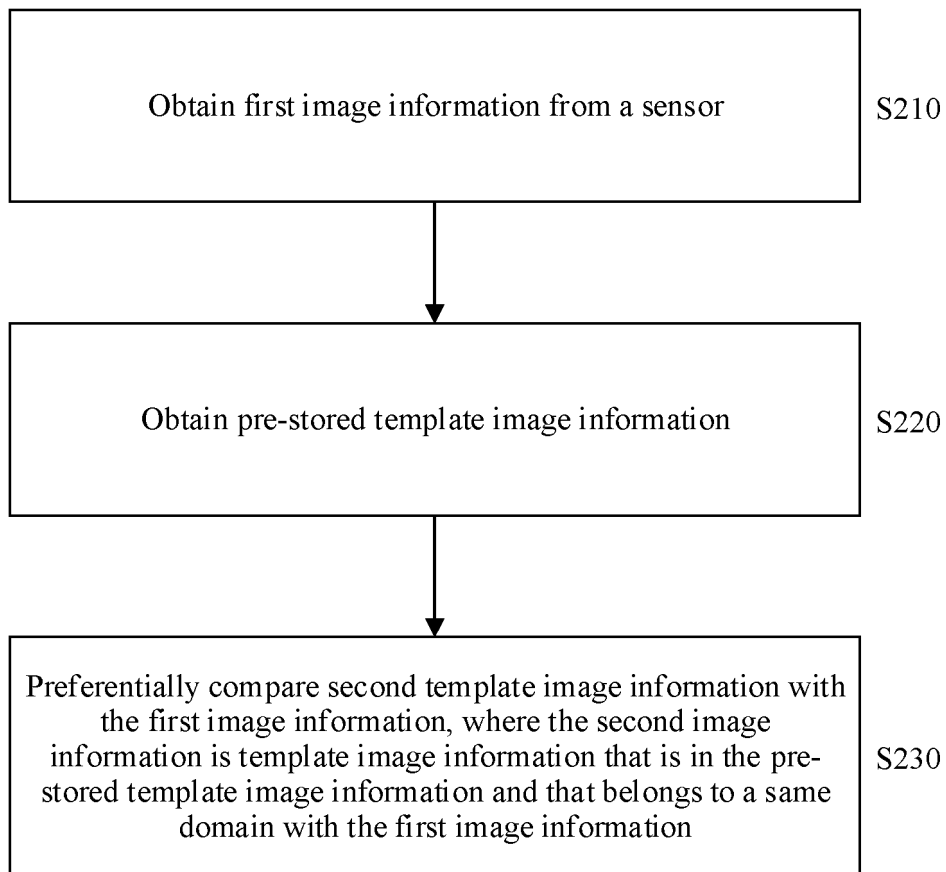 Obtain first image information from a sensor
S210
Obtain pre-stored template image information
S220
Preferentially compare second template image information with
the first image information, where the second image
information is template image information that is in the pre-
stored template image information and that belongs to a same
domain with the first image information
S230